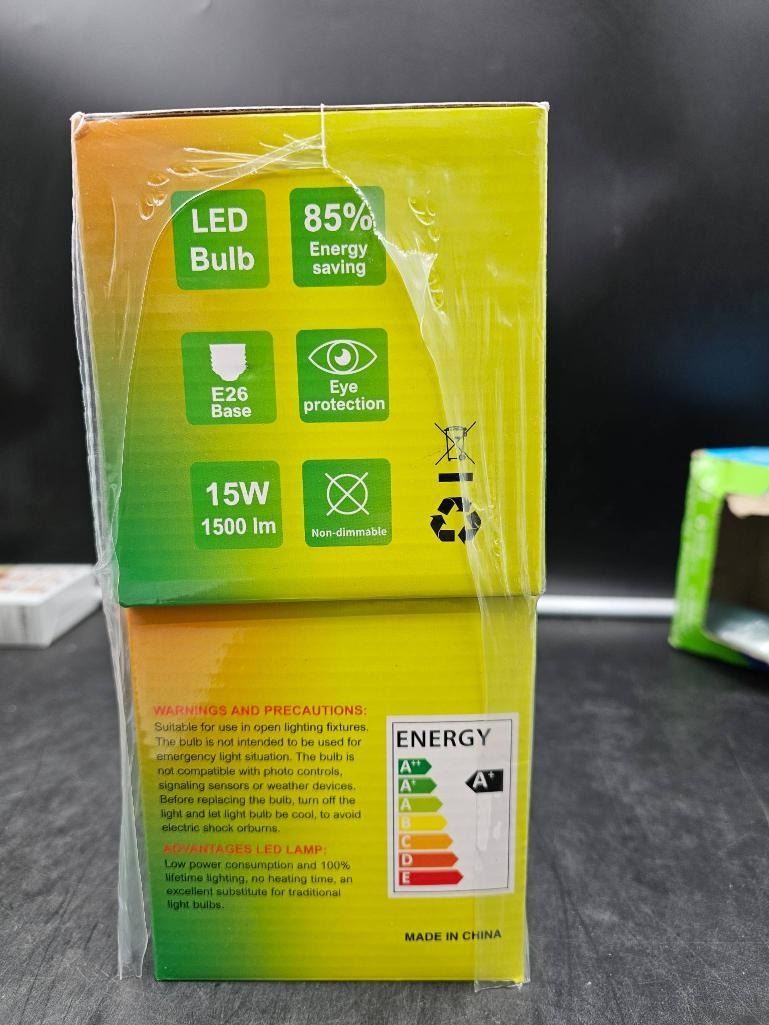 LED
Bulb
85%
Energy
saving
E26
Base
Eye
protection
15W
1500 lm
Non-dimmable
WARNINGS AND PRECAUTIONS:
Suitable for use in open lighting fixtures.
The bulb is not intended to be used for
emergency light situation. The bulb is
not compatible with photo controls,
signaling sensors or weather devices.
Before replacing the bulb, turn off the
light and let light bulb be cool, to avoid
electric shock orburns.
ADVANTAGES LED LAMP:
Low power consumption and 100%
lifetime lighting, no heating time, an
excellent substitute for traditional
light bulbs.
ENERGY
A++
A+
A+
A
B
C
D
E
MADE IN CHINA